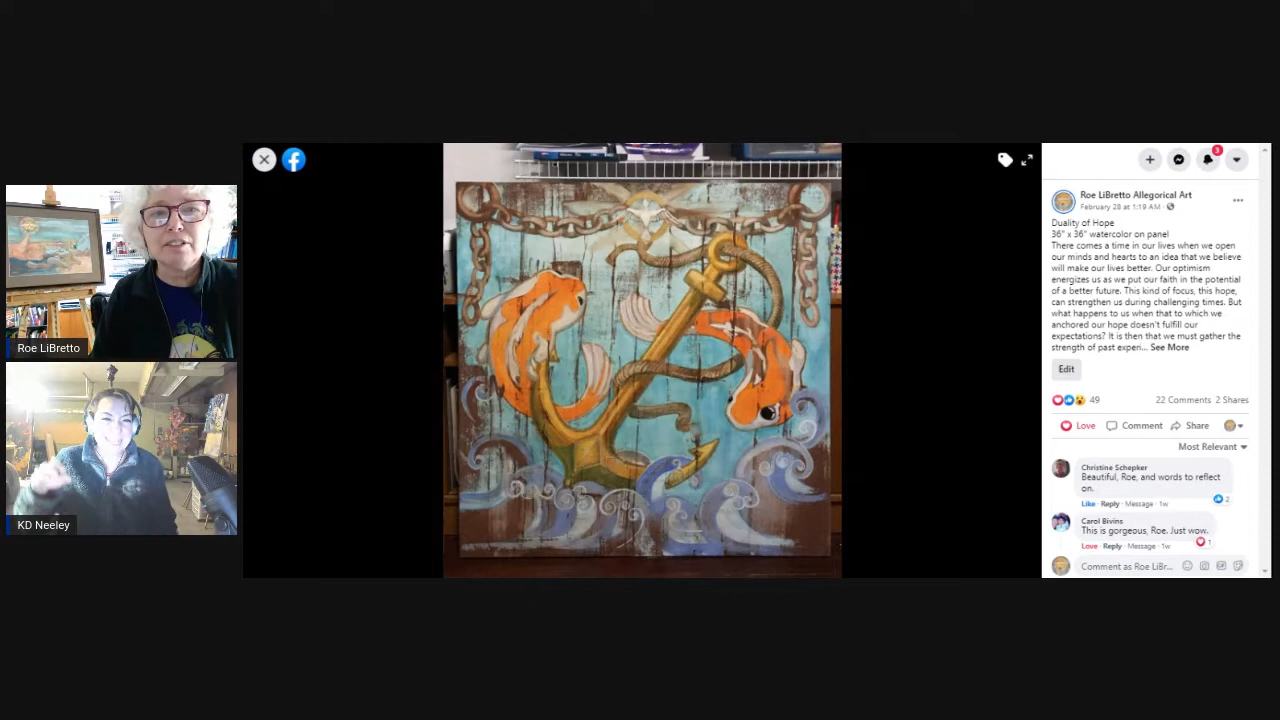 Roe LiBretto
KD Neeley
3
Roe LiBretto Allegorical Art
February 28 at 1:19 AM ·
Duality of Hope
36" x 36" watercolor on panel
There comes a time in our lives when we open
our minds and hearts to an idea that we believe
will make our lives better. Our optimism
energizes us as we put our faith in the potential
of a better future. This kind of focus, this hope,
can strengthen us during challenging times. But
what happens to us when that to which we
anchored our hope doesn't fulfill our
expectations? It is then that we must gather the
strength of past experi... See More
Edit
49 22 Comments 2 Shares
Love Comment Share
Most Relevant
Christine Schepker
Beautiful, Roe, and words to reflect
on.
2
Like · Reply · Message · 1w
Carol Bivins
This is gorgeous, Roe. Just wow.
1
Love · Reply · Message · 1w
Comment as Roe LiBr...